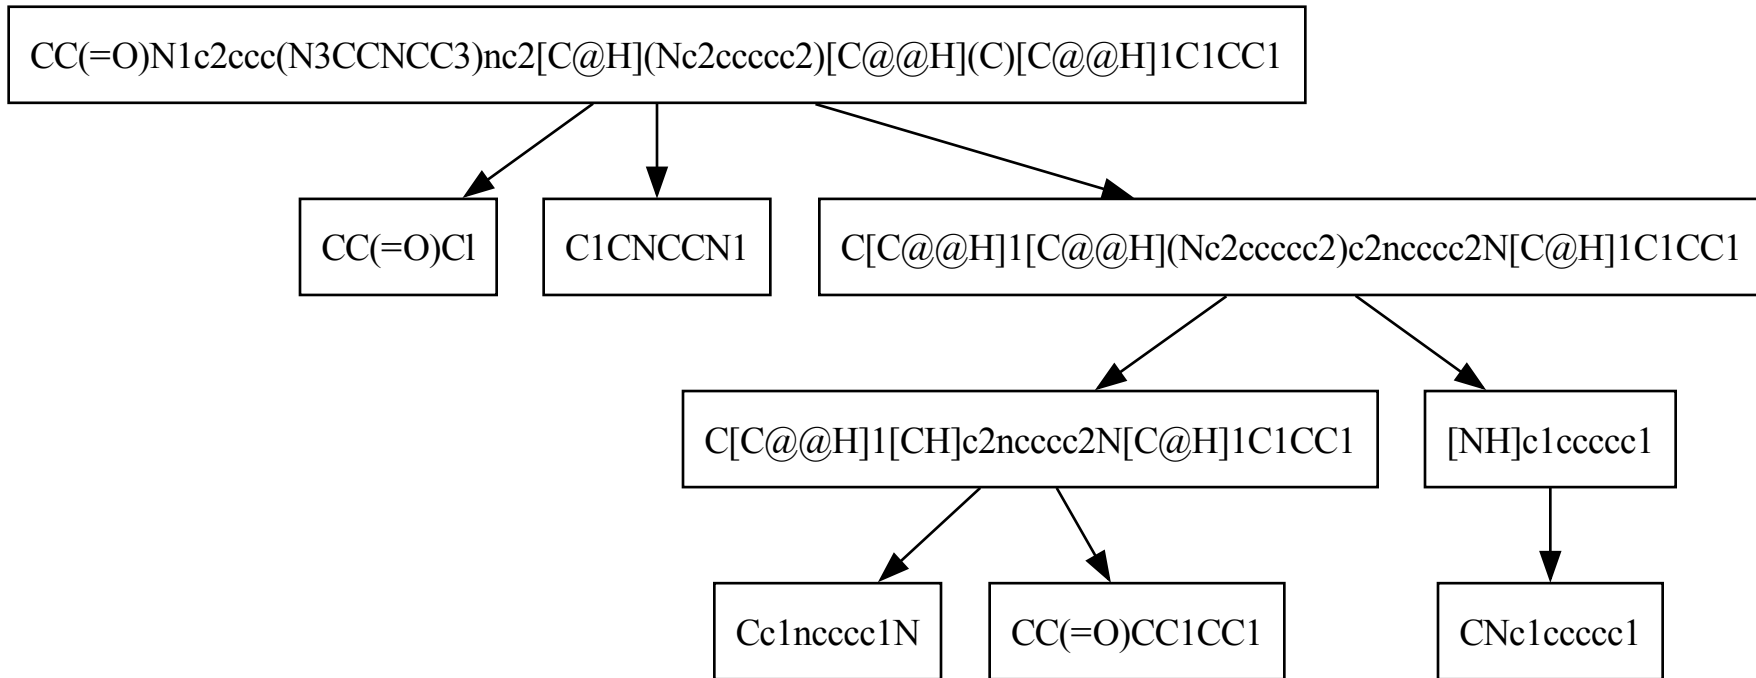 CC(=O)N1c2ccc(N3CCNCC3)nc2[C@H](Nc2ccccc2)[C@@H](C)[C@@H]1C1CC1
CC(=O)Cl
C1CNCCN1
C[C@@H]1[C@@H](Nc2ccccc2)c2ncccc2N[C@H]1C1CC1
C[C@@H]1[CH]c2ncccc2N[C@H]1C1CC1
[NH]c1ccccc1
Cc1ncccc1N
CC(=O)CC1CC1
CNc1ccccc1